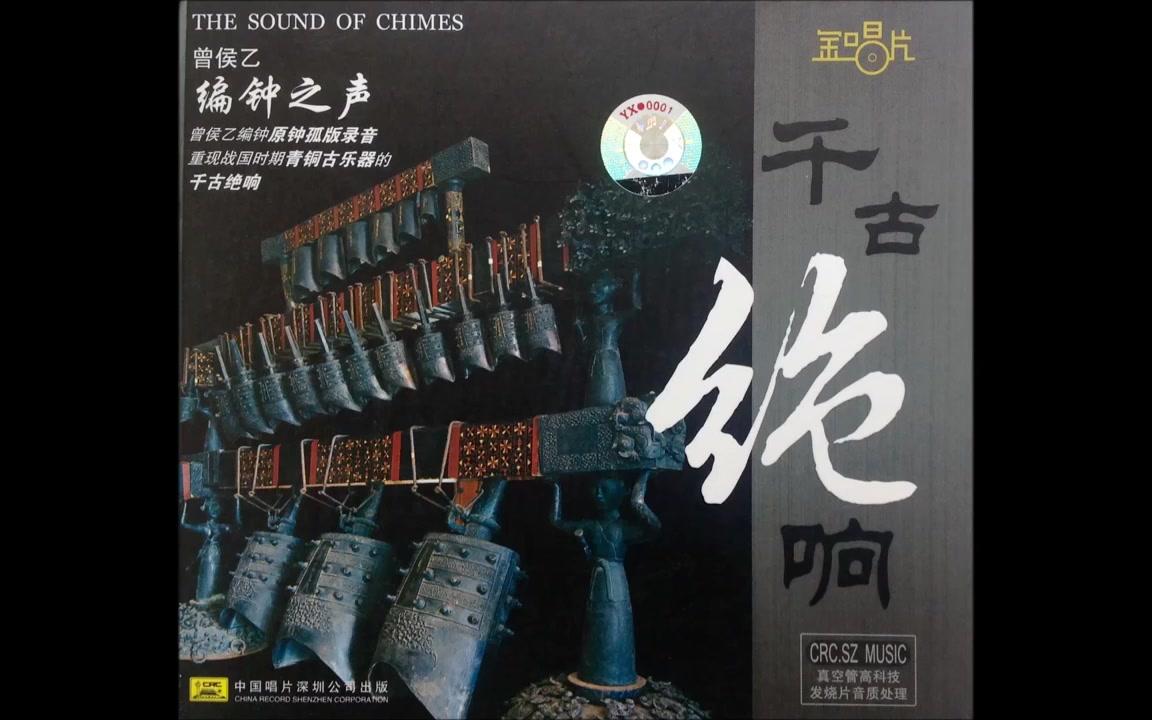 THE SOUND OF CHIMES
曾侯乙
编钟之声
曾侯乙编钟原钟孤版录音
重现战国时期青铜古乐器的
千古绝响
YX●0001
金唱片
千古绝响
CRC
中国唱片深圳公司出版
CHINA RECORD SHENZHEN CORPORATION
CRC.SZ MUSIC
真空管高科技
发烧片音质处理